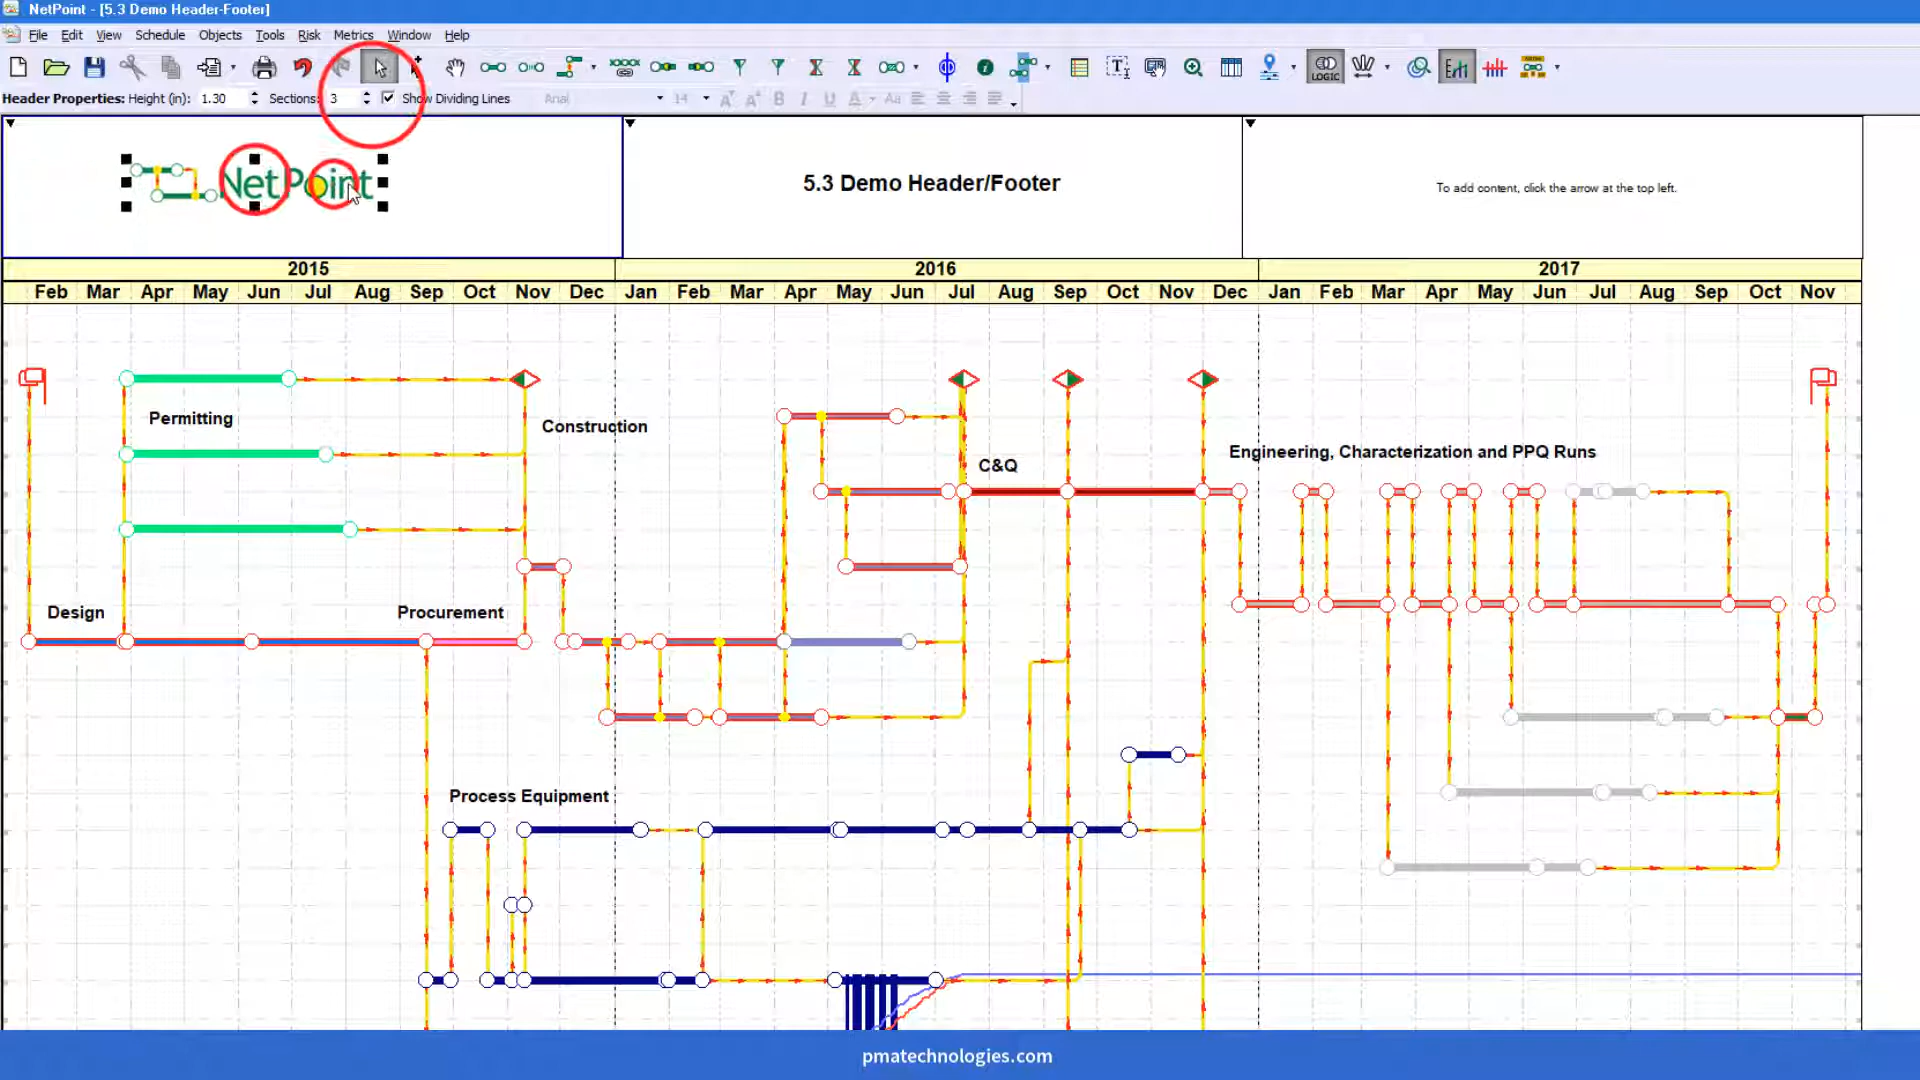 NetPoint - [5.3 Demo Header-Footer]
File Edit View Schedule Objects Tools Risk Metrics Window Help
LOGIC
Header Properties: Height (in): 1.30 Sections: 3 Show Dividing Lines Arial 14 B I U A Aa
NetPoint
5.3 Demo Header/Footer
To add content, click the arrow at the top left.
2015 2016 2017
Feb Mar Apr May Jun Jul Aug Sep Oct Nov Dec Jan Feb Mar Apr May Jun Jul Aug Sep Oct Nov Dec Jan Feb Mar Apr May Jun Jul Aug Sep Oct Nov
Permitting
Construction
Engineering, Characterization and PPQ Runs
C&Q
Design
Procurement
Process Equipment
pmatechnologies.com